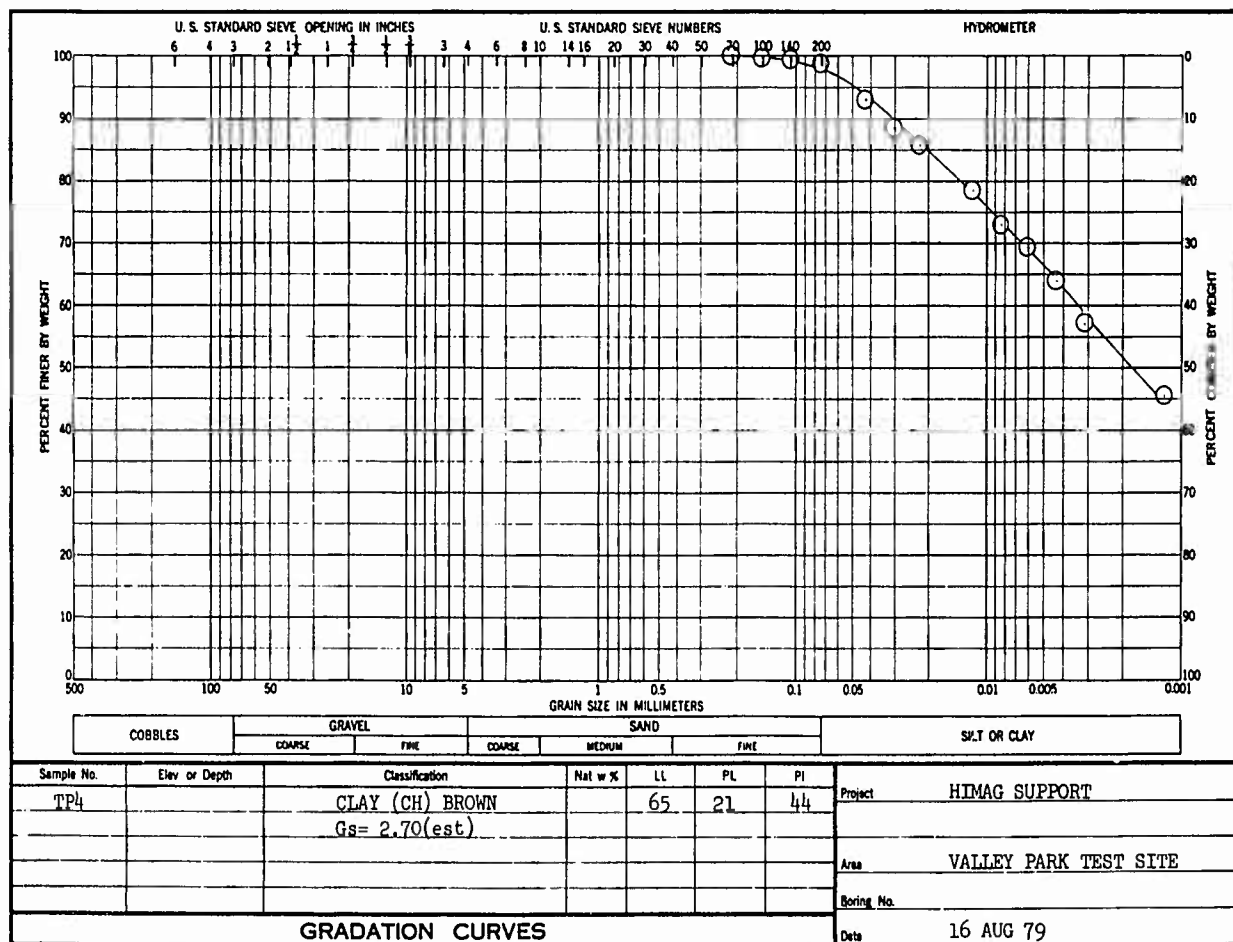 U. S. STANDARD SIEVE OPENING IN INCHES U. S. STANDARD SIEVE NUMBERS HYDROMETER
6 4 3 2 1½ 1 ¾ ½ ⅜ 3 4 6 8 10 14 16 20 30 40 50 70 100 140 200
100 0
90 10
80 20
70 30
60 40
50 50
40 60
30 70
20 80
10 90
0 100
PERCENT FINER BY WEIGHT
PERCENT BY WEIGHT
500 100 50 10 5 1 0.5 0.1 0.05 0.01 0.005 0.001
GRAIN SIZE IN MILLIMETERS
COBBLES GRAVEL SAND SILT OR CLAY
COARSE FINE COARSE MEDIUM FINE
Sample No. Elev or Depth Classification Nat w % LL PL PI
TP4 CLAY (CH) BROWN 65 21 44
Gs= 2.70(est)
Project HIMAG SUPPORT
Area VALLEY PARK TEST SITE
Boring No.
Date 16 AUG 79
GRADATION CURVES